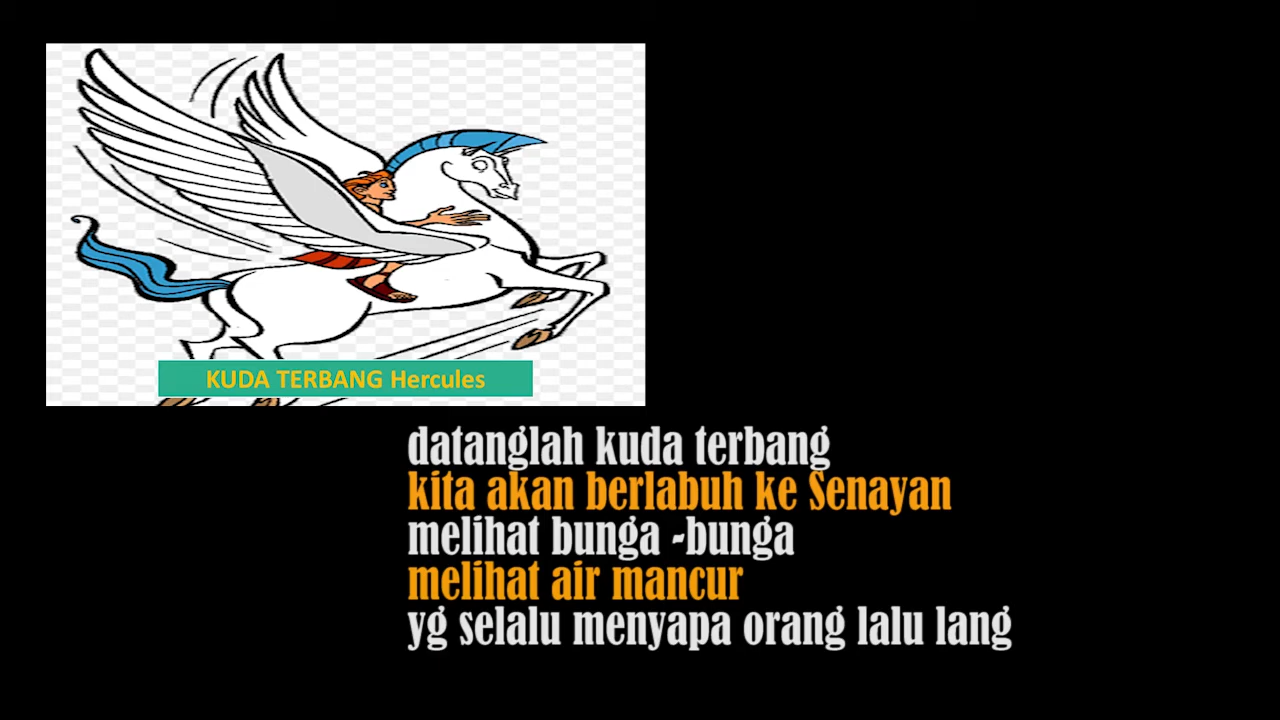 KUDA TERBANG Hercules
datanglah kuda terbang
kita akan berlabuh ke Senayan
melihat bunga -bunga
melihat air mancur
yg selalu menyapa orang lalu lang